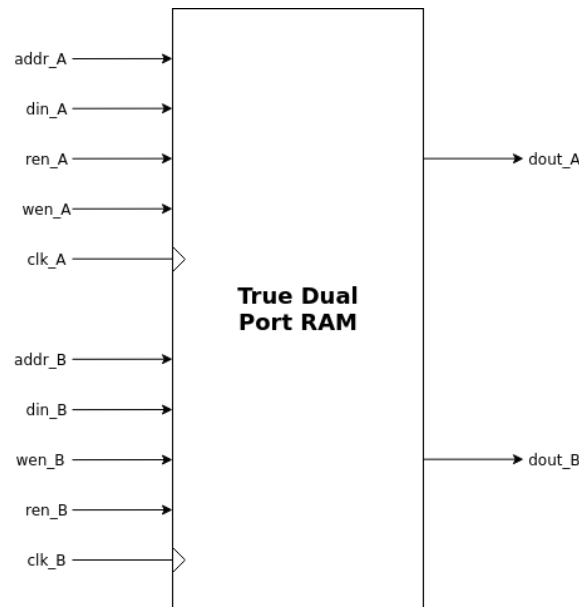 addr_A
din_A
ren_A
wen_A
clk_A
addr_B
din_B
wen_B
ren_B
clk_B
True Dual
Port RAM
dout_A
dout_B